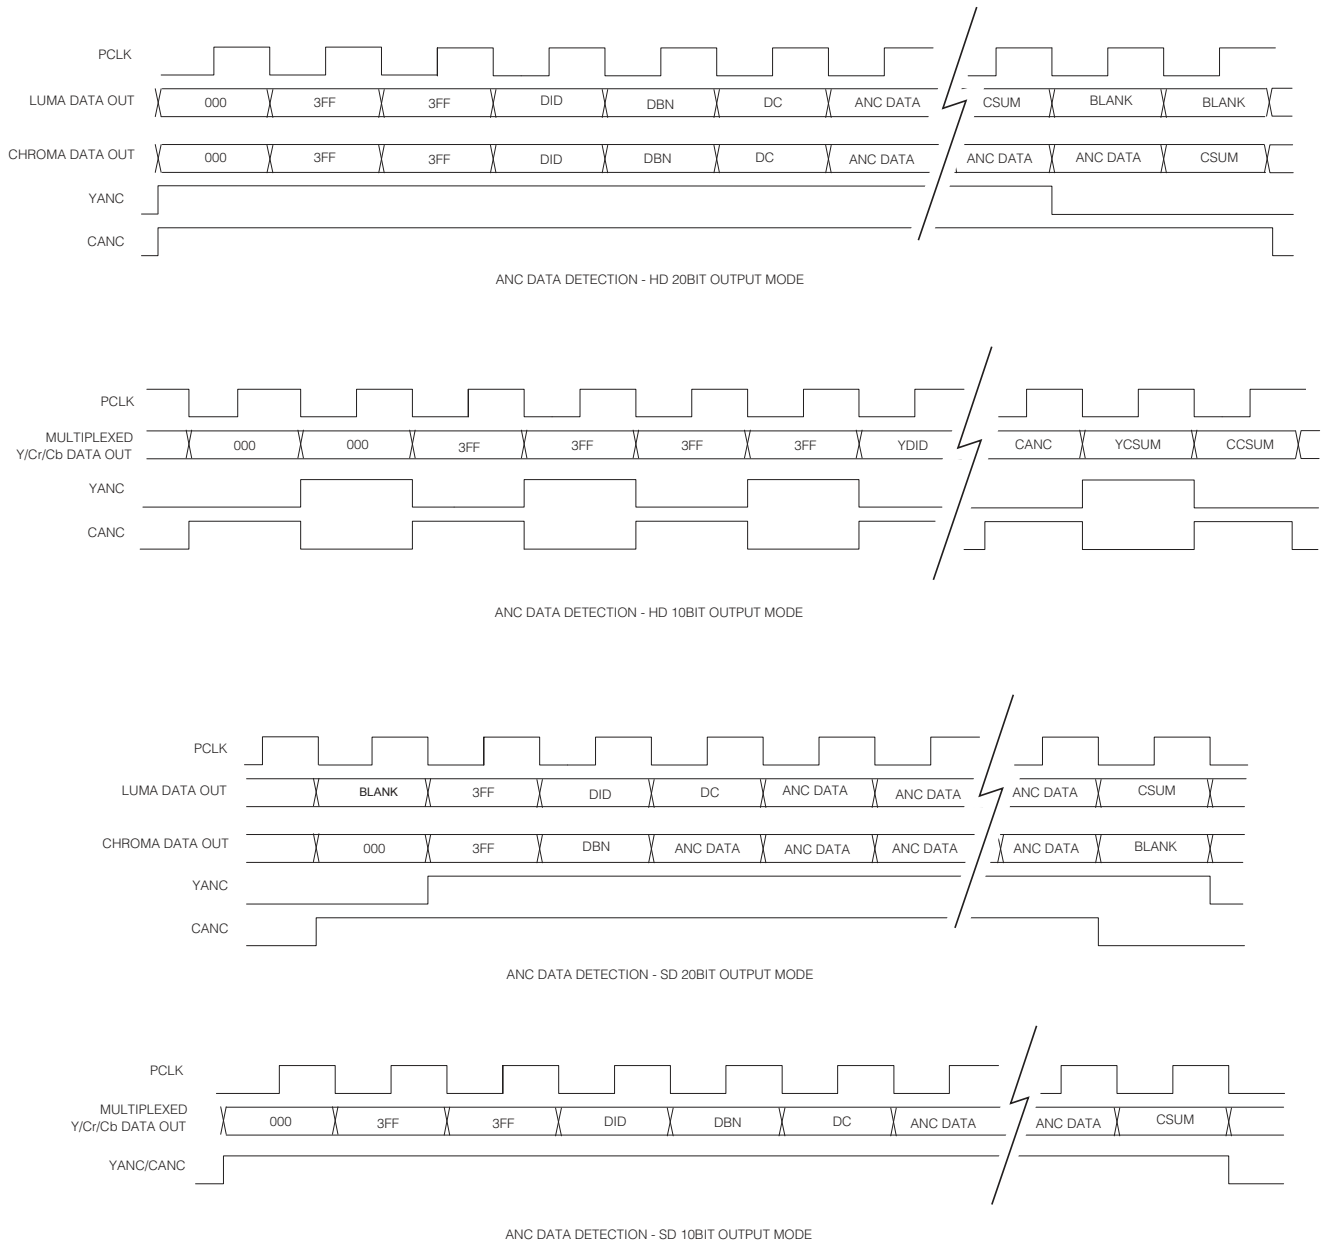 PCLK
LUMA DATA OUT 000 3FF 3FF DID DBN DC ANC DATA CSUM BLANK BLANK
CHROMA DATA OUT 000 3FF 3FF DID DBN DC ANC DATA ANC DATA ANC DATA CSUM
YANC
CANC
ANC DATA DETECTION - HD 20BIT OUTPUT MODE
PCLK
MULTIPLEXED
Y/Cr/Cb DATA OUT 000 000 3FF 3FF 3FF 3FF YDID CANC YCSUM CCSUM
YANC
CANC
ANC DATA DETECTION - HD 10BIT OUTPUT MODE
PCLK
LUMA DATA OUT BLANK 3FF DID DC ANC DATA ANC DATA ANC DATA CSUM
CHROMA DATA OUT 000 3FF DBN ANC DATA ANC DATA ANC DATA ANC DATA BLANK
YANC
CANC
ANC DATA DETECTION - SD 20BIT OUTPUT MODE
PCLK
MULTIPLEXED
Y/Cr/Cb DATA OUT 000 3FF 3FF DID DBN DC ANC DATA ANC DATA CSUM
YANC/CANC
ANC DATA DETECTION - SD 10BIT OUTPUT MODE